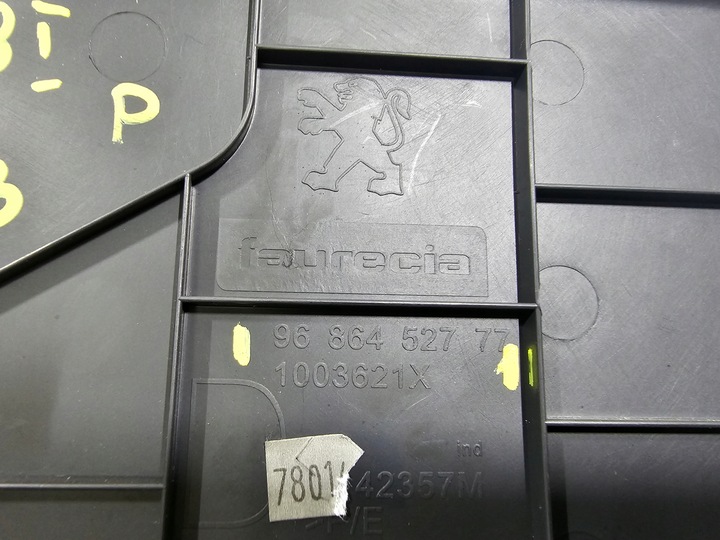 P
faurecia
96 864 527 77
1003621X
ind
7801
42357M